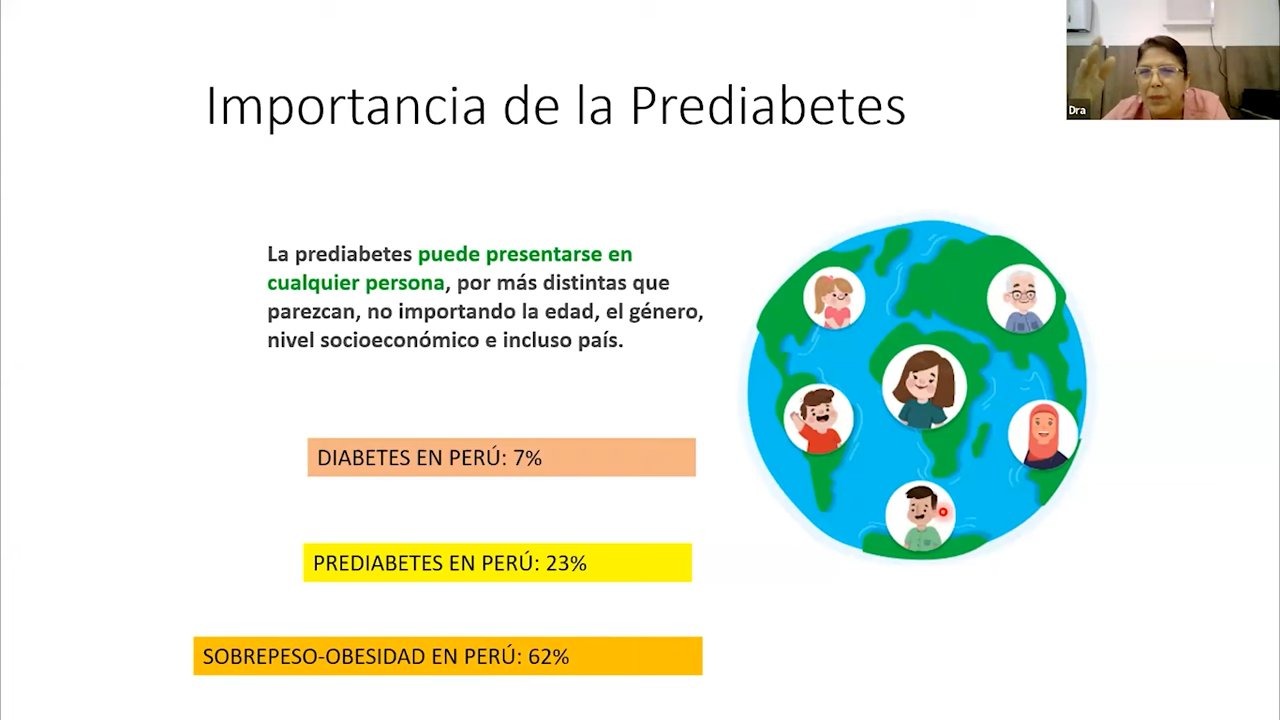 Importancia de la Prediabetes
Dra
La prediabetes puede presentarse en
cualquier persona, por más distintas que
parezcan, no importando la edad, el género,
nivel socioeconómico e incluso país.
DIABETES EN PERÚ: 7%
PREDIABETES EN PERÚ: 23%
SOBREPESO-OBESIDAD EN PERÚ: 62%